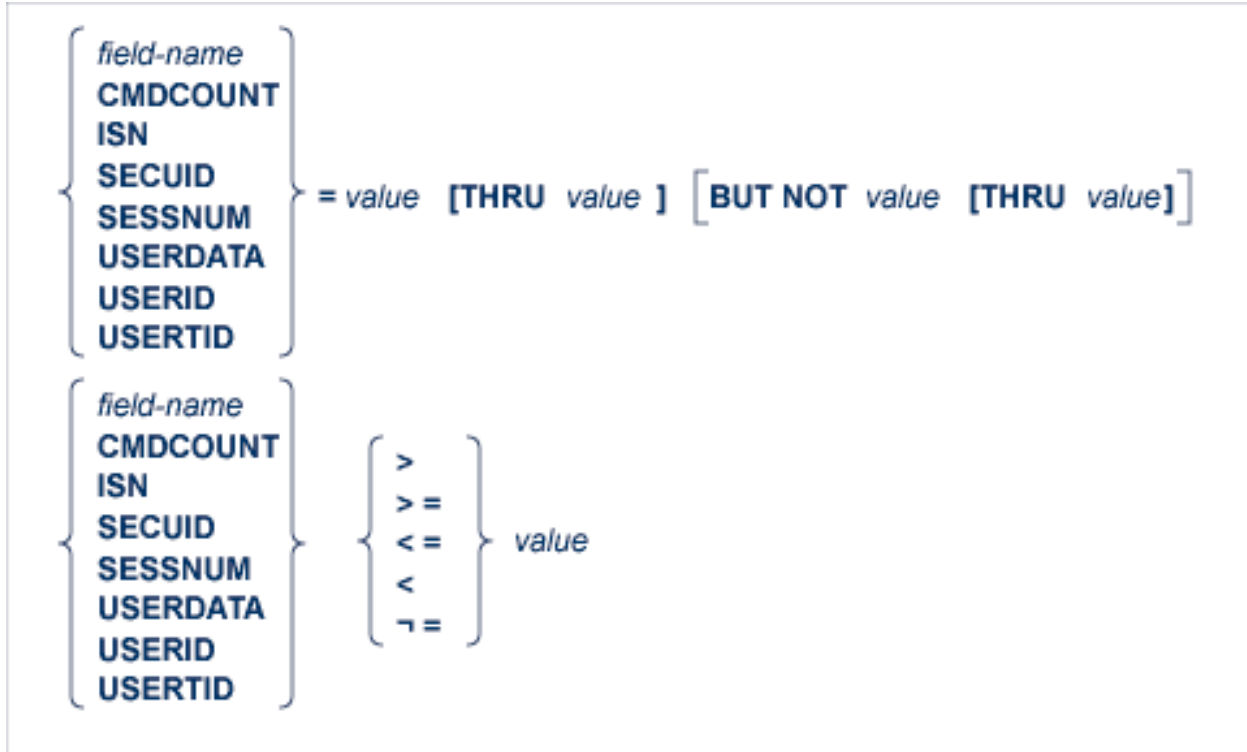 field-name
CMDCOUNT
ISN
SECUID
SESSNUM
USERDATA
USERID
USERTID
= value [THRU value ] [BUT NOT value [THRU value]]
field-name
CMDCOUNT
ISN
SECUID
SESSNUM
USERDATA
USERID
USERTID
>
> =
< =
<
¬ =
value